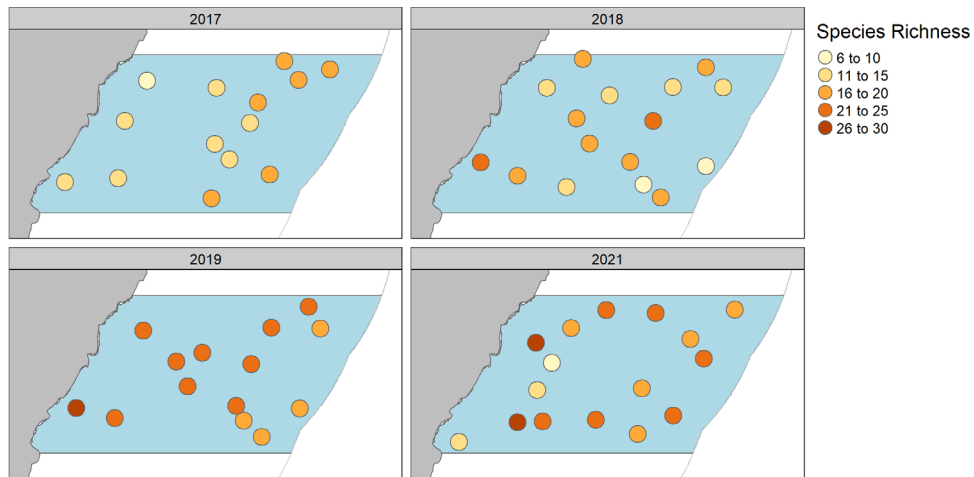 2017
2018
Species Richness
6 to 10
11 to 15
16 to 20
21 to 25
26 to 30
2019
2021